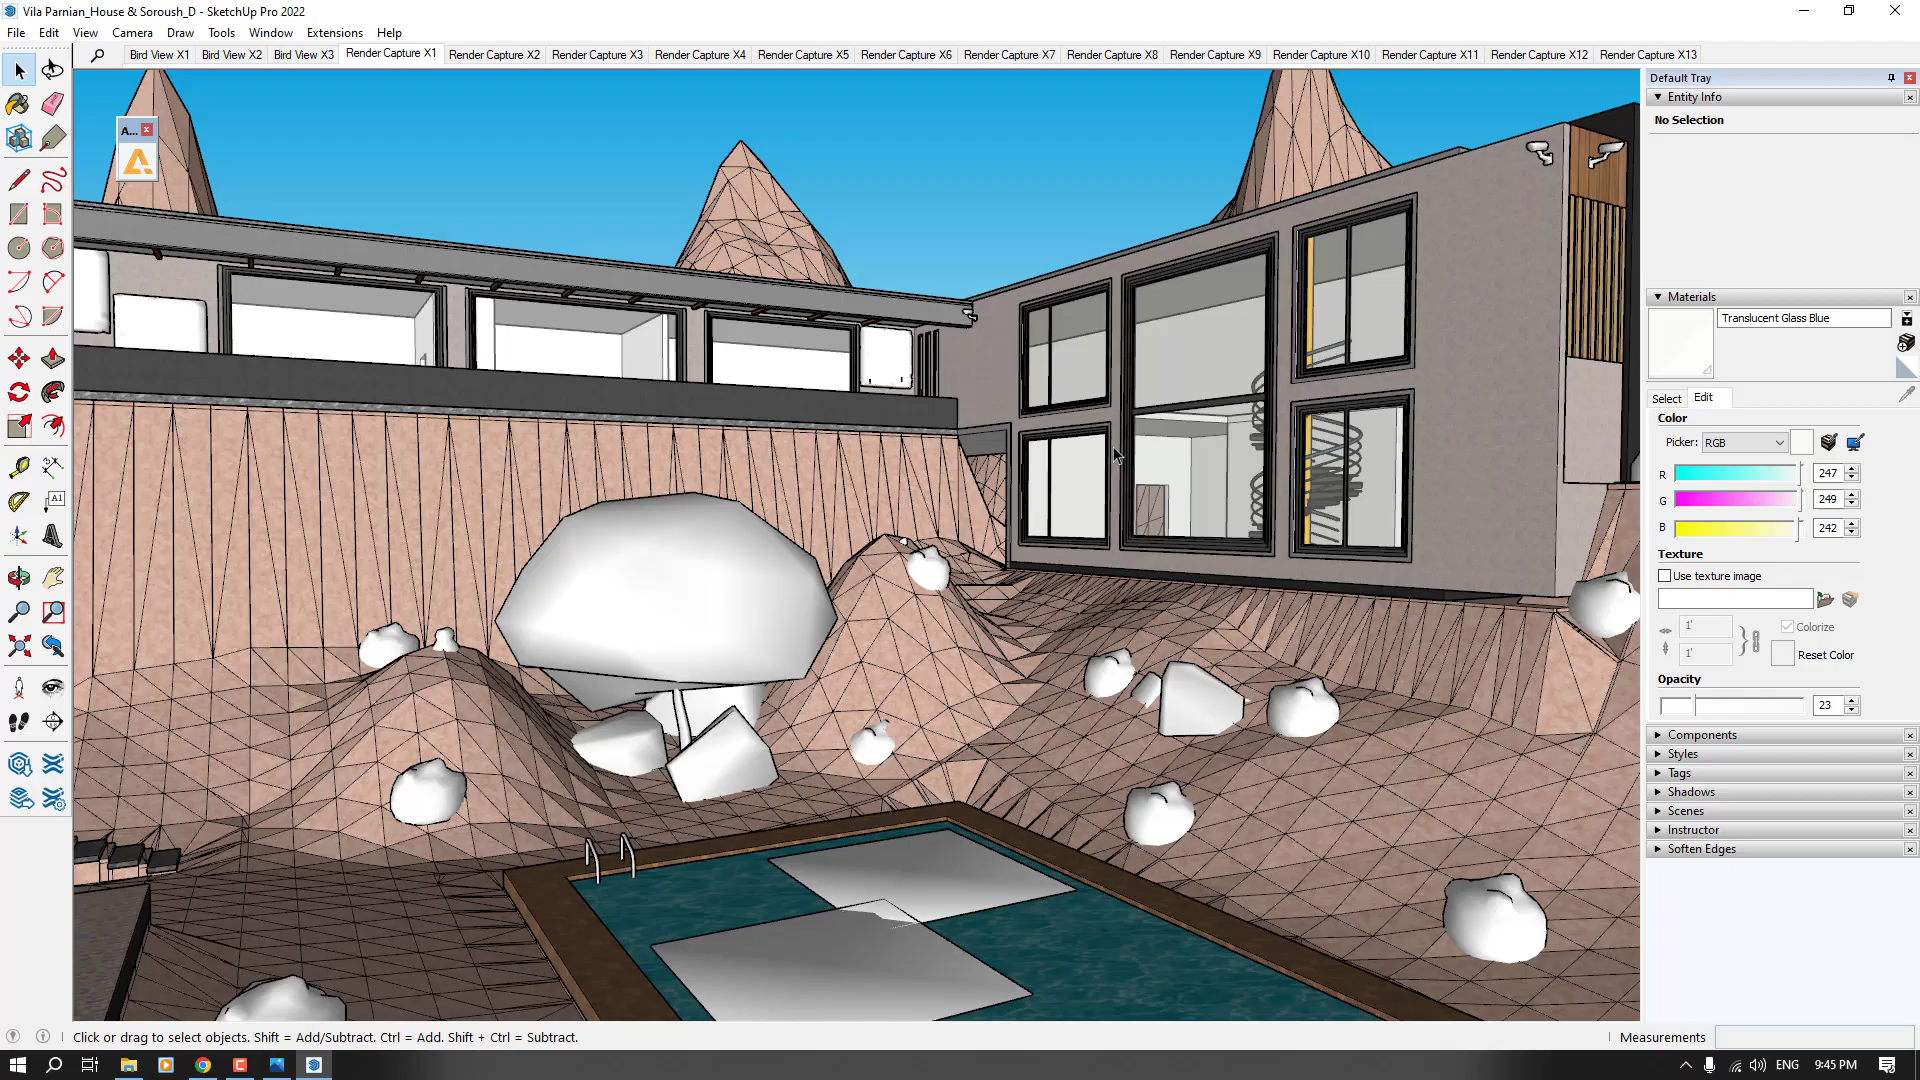 Vila Parnian_House & Soroush_D - SketchUp Pro 2022
File Edit View Camera Draw Tools Window Extensions Help
Bird View X1 Bird View X2 Bird View X3 Render Capture X1 Render Capture X2 Render Capture X3 Render Capture X4 Render Capture X5 Render Capture X6 Render Capture X7 Render Capture X8 Render Capture X9 Render Capture X10 Render Capture X11 Render Capture X12 Render Capture X13
A...
A1
Default Tray
Entity Info
No Selection
Materials
Translucent Glass Blue
Select Edit
Color
Picker: RGB
R 247
G 249
B 242
Texture
Use texture image
1' Colorize
1' Reset Color
Opacity
23
Components
Styles
Tags
Shadows
Scenes
Instructor
Soften Edges
Click or drag to select objects. Shift = Add/Subtract. Ctrl = Add. Shift + Ctrl = Subtract.
Measurements
ENG 9:45 PM